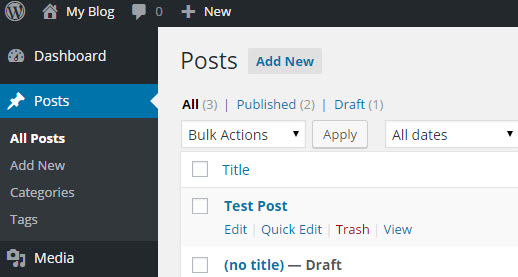 My Blog 0 + New
Dashboard
Posts
All Posts
Add New
Categories
Tags
Media
Posts Add New
All (3) | Published (2) | Draft (1)
Bulk Actions Apply All dates
Title
Test Post
Edit | Quick Edit | Trash | View
(no title) — Draft